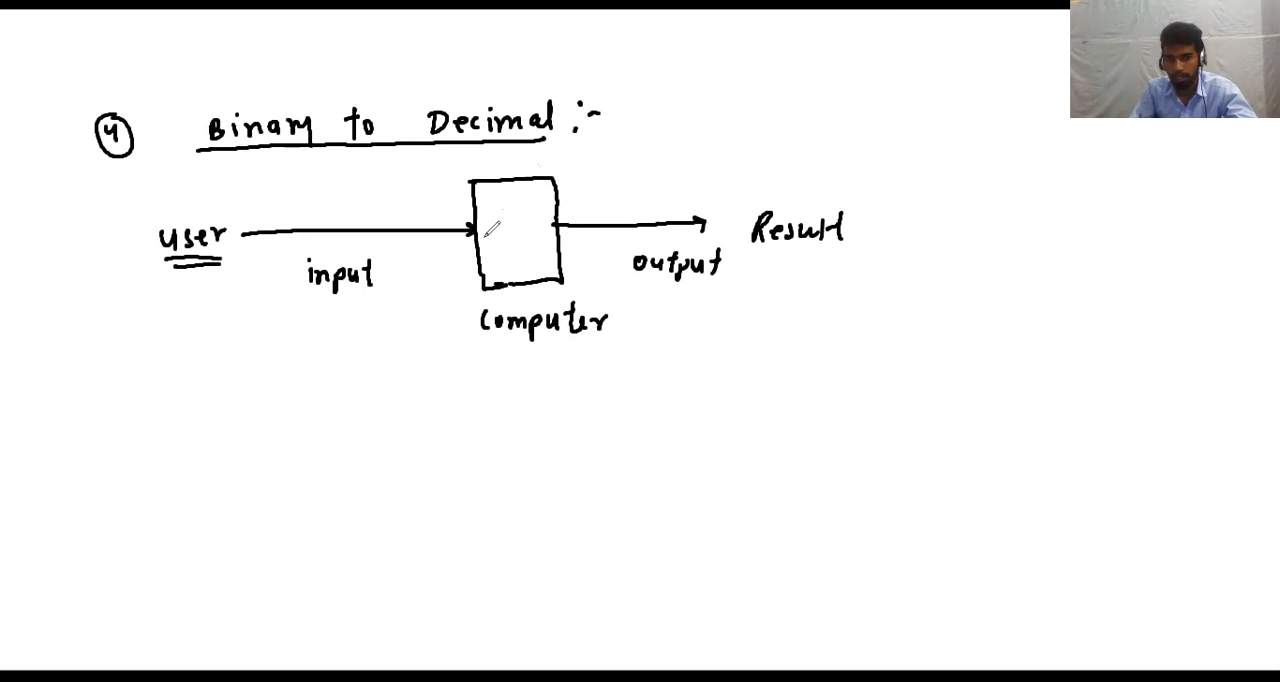 4 Binary to Decimal :-
user input computer output Result